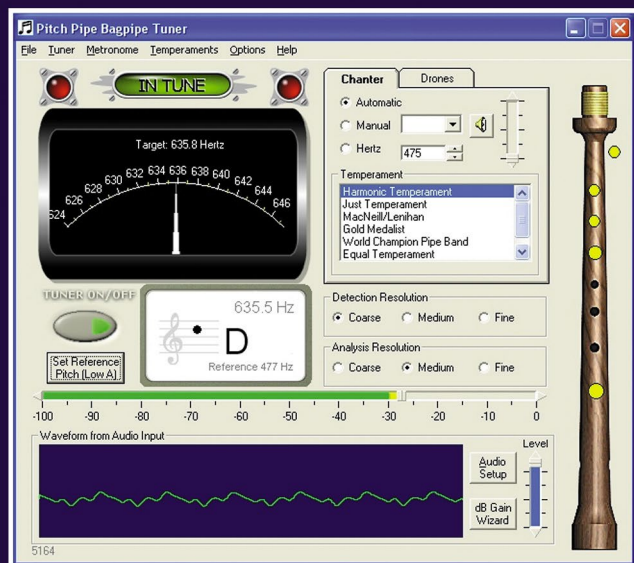 Pitch Pipe Bagpipe Tuner
File Tuner Metronome Temperaments Options Help
IN TUNE
Target: 635.8 Hertz
624 626 628 630 632 634 636 638 640 642 644 646
TUNER ON/OFF
Set Reference
Pitch (Low A)
635.5 Hz
D
Reference 477 Hz
Chanter Drones
Automatic
Manual
Hertz 475
Temperament
Harmonic Temperament
Just Temperament
MacNeill/Lenihan
Gold Medalist
World Champion Pipe Band
Equal Temperament
Detection Resolution
Coarse Medium Fine
Analysis Resolution
Coarse Medium Fine
-100 -90 -80 -70 -60 -50 -40 -30 -20 -10 0
Waveform from Audio Input
Level
Audio
Setup
dB Gain
Wizard
5164